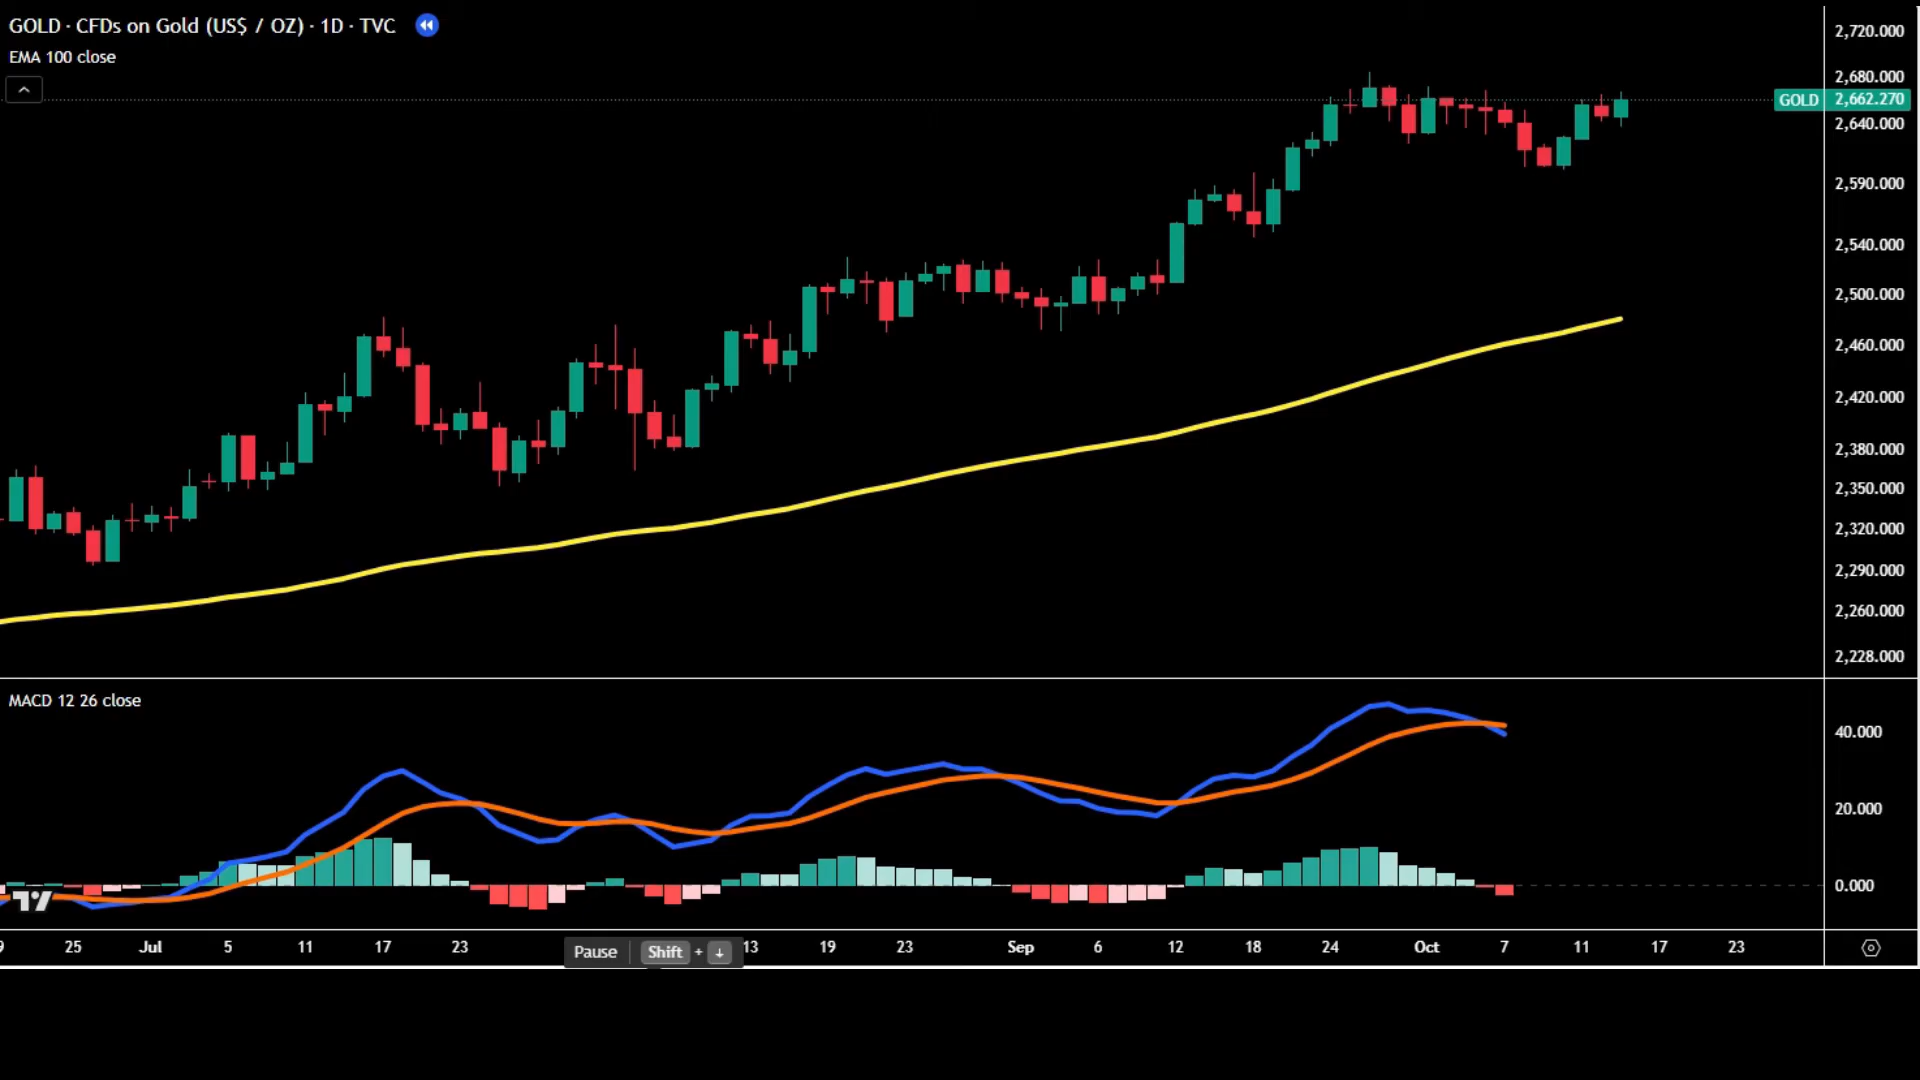 GOLD · CFDs on Gold (US$ / OZ) · 1D · TVC
EMA 100 close
2,720.000
2,680.000
GOLD 2,662.270
2,640.000
2,590.000
2,540.000
2,500.000
2,460.000
2,420.000
2,380.000
2,350.000
2,320.000
2,290.000
2,260.000
2,228.000
MACD 12 26 close
40.000
20.000
0.000
9 25 Jul 5 11 17 23 13 19 23 Sep 6 12 18 24 Oct 7 11 17 23
Pause Shift + ↓